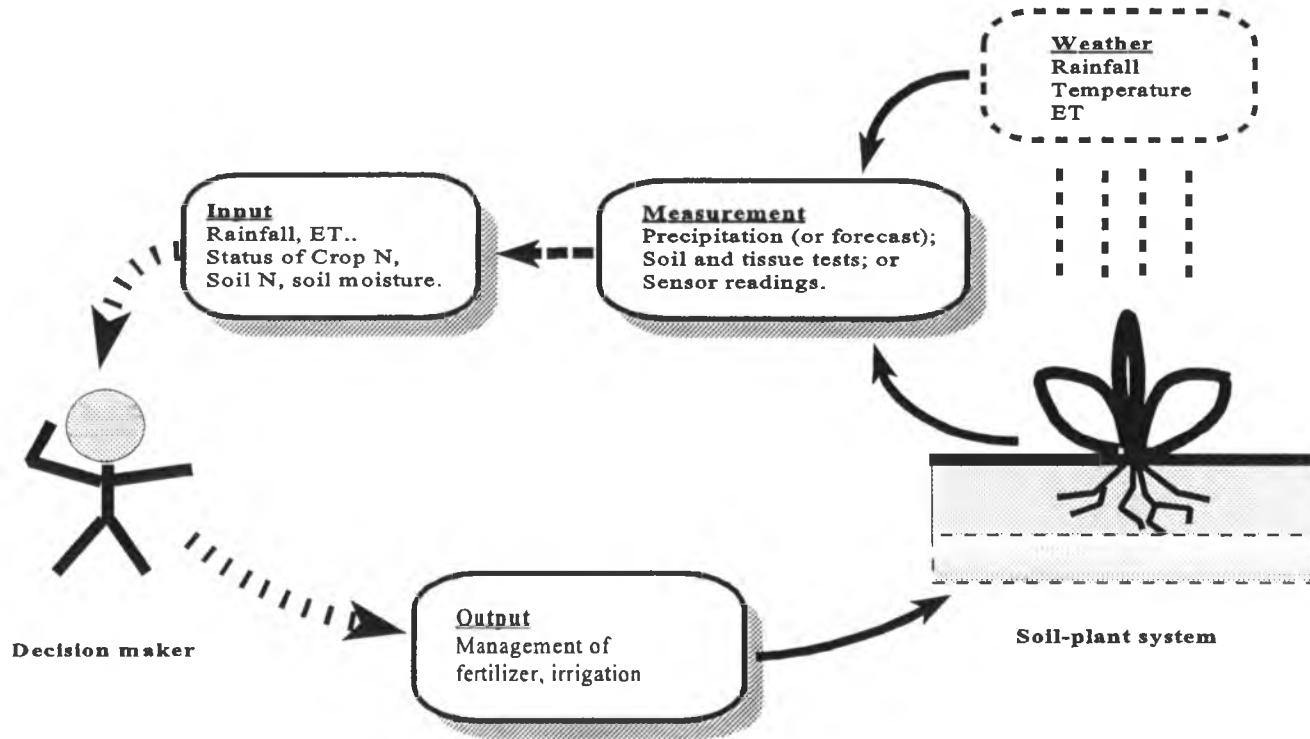 Weather
Rainfall
Temperature
ET
Input
Rainfall, ET..
Status of Crop N,
Soil N, soil moisture.
Measurement
Precipitation (or forecast);
Soil and tissue tests; or
Sensor readings.
Decision maker
Output
Management of
fertilizer, irrigation
Soil-plant system